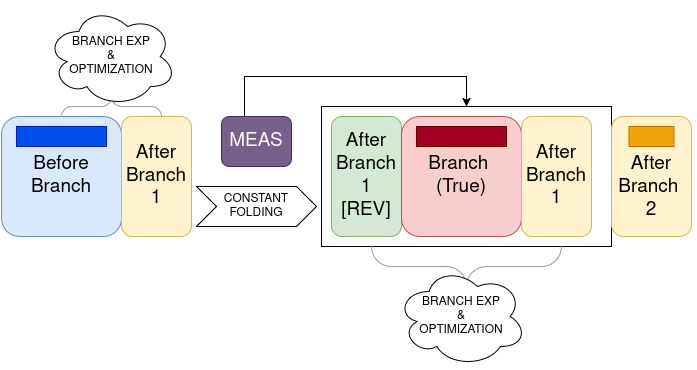 BRANCH EXP
&
OPTIMIZATION
Before
Branch
After
Branch
1
MEAS
CONSTANT
FOLDING
After
Branch
1
[REV]
Branch
(True)
After
Branch
1
After
Branch
2
BRANCH EXP
&
OPTIMIZATION